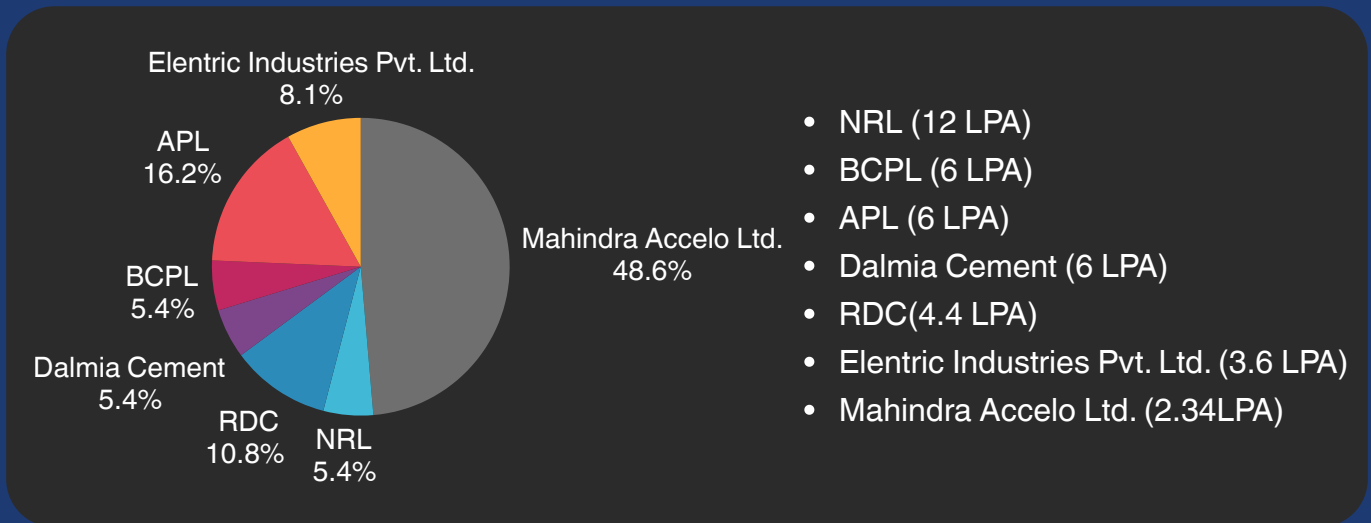 Elentric Industries Pvt. Ltd.
8.1%
APL
16.2%
BCPL
5.4%
Dalmia Cement
5.4%
RDC
10.8%
NRL
5.4%
Mahindra Accelo Ltd.
48.6%
• NRL (12 LPA)
• BCPL (6 LPA)
• APL (6 LPA)
• Dalmia Cement (6 LPA)
• RDC(4.4 LPA)
• Elentric Industries Pvt. Ltd. (3.6 LPA)
• Mahindra Accelo Ltd. (2.34LPA)